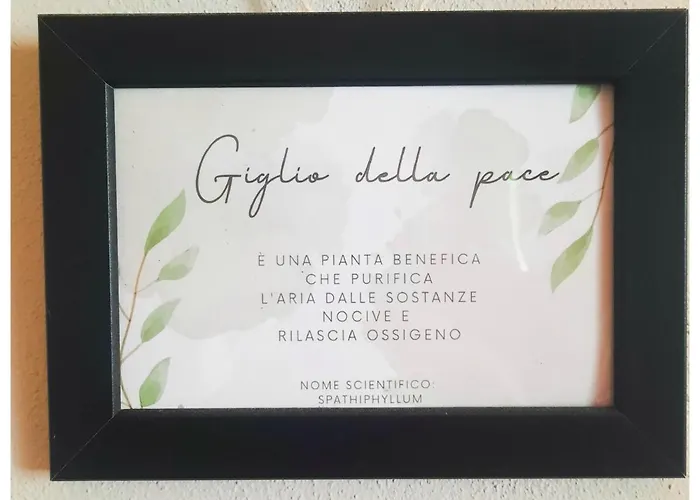 Giglio della pace
È UNA PIANTA BENEFICA
CHE PURIFICA
L'ARIA DALLE SOSTANZE
NOCIVE E
RILASCIA OSSIGENO
NOME SCIENTIFICO:
SPATHIPHYLLUM